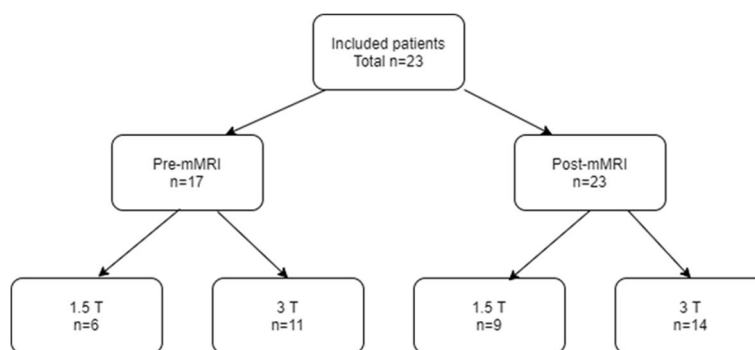 Included patients
Total n=23
Pre-mMRI
n=17
Post-mMRI
n=23
1.5 T
n=6
3 T
n=11
1.5 T
n=9
3 T
n=14